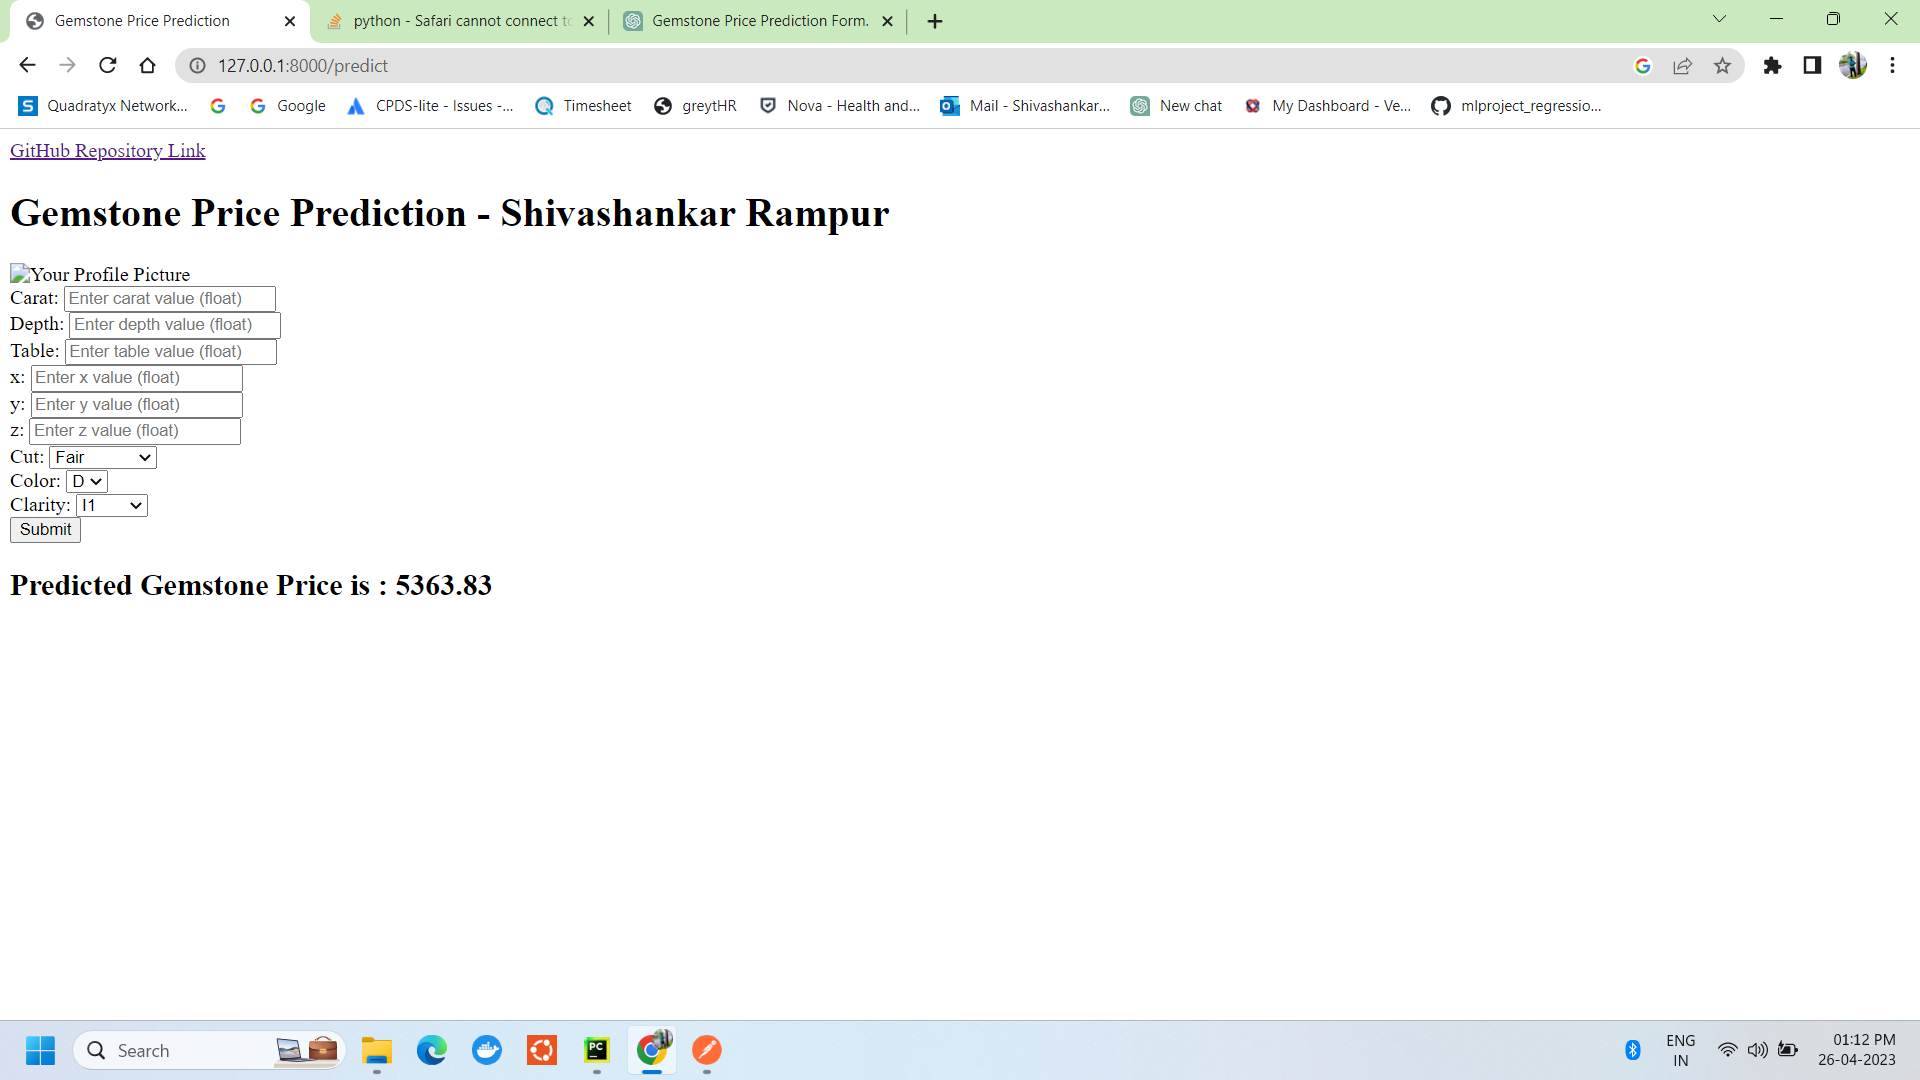 Gemstone Price Prediction
python - Safari cannot connect to
Gemstone Price Prediction Form.
127.0.0.1:8000/predict
Quadratyx Network...
Google
CPDS-lite - Issues -...
Timesheet
greytHR
Nova - Health and...
Mail - Shivashankar...
New chat
My Dashboard - Ve...
mlproject_regressio...
GitHub Repository Link
Gemstone Price Prediction - Shivashankar Rampur
Your Profile Picture
Carat: Enter carat value (float)
Depth: Enter depth value (float)
Table: Enter table value (float)
x: Enter x value (float)
y: Enter y value (float)
z: Enter z value (float)
Cut: Fair
Color: D
Clarity: I1
Submit
Predicted Gemstone Price is : 5363.83
Search
PC
ENG
IN
01:12 PM
26-04-2023